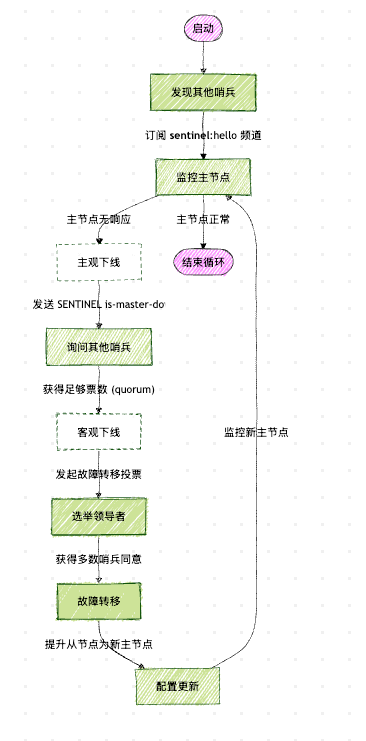 启动
发现其他哨兵
订阅 sentinel:hello 频道
监控主节点
主节点无响应
主节点正常
主观下线
结束循环
发送 SENTINEL is-master-do
询问其他哨兵
获得足够票数 (quorum)
客观下线
监控新主节点
发起故障转移投票
选举领导者
获得多数哨兵同意
故障转移
提升从节点为新主节点
配置更新